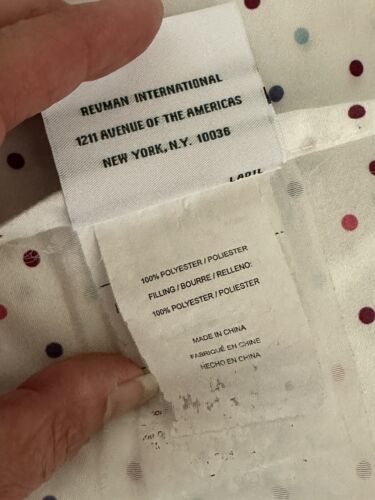 REUMAN INTERNATIONAL
1211 AVENUE OF THE AMERICAS
NEW YORK, N.Y. 10036
100% POLYESTER / POLIESTER
FILLING / BOURRE / RELLENO:
100% POLYESTER / POLIESTER
MADE IN CHINA
FABRIQUÉ EN CHINE
HECHO EN CHINA